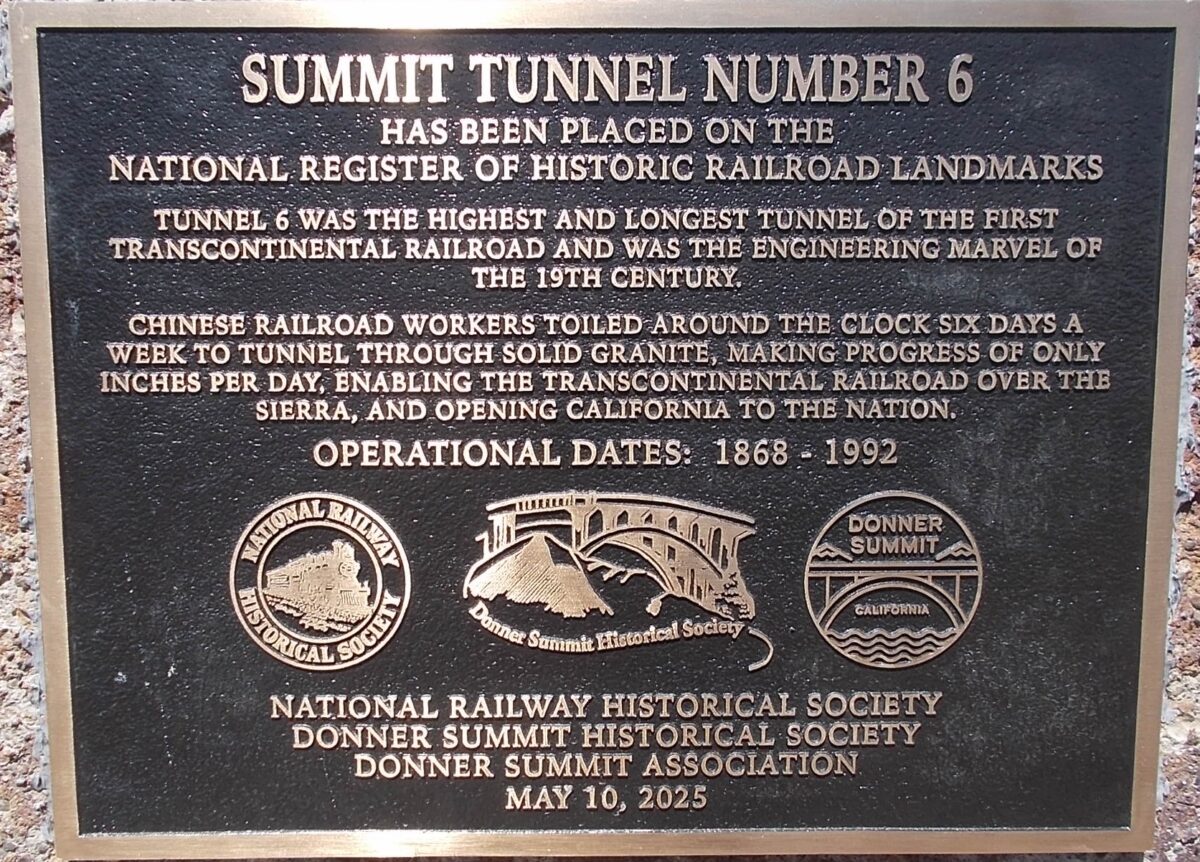 SUMMIT TUNNEL NUMBER 6
HAS BEEN PLACED ON THE
NATIONAL REGISTER OF HISTORIC RAILROAD LANDMARKS
TUNNEL 6 WAS THE HIGHEST AND LONGEST TUNNEL OF THE FIRST
TRANSCONTINENTAL RAILROAD AND WAS THE ENGINEERING MARVEL OF
THE 19TH CENTURY.
CHINESE RAILROAD WORKERS TOILED AROUND THE CLOCK SIX DAYS A
WEEK TO TUNNEL THROUGH SOLID GRANITE, MAKING PROGRESS OF ONLY
INCHES PER DAY, ENABLING THE TRANSCONTINENTAL RAILROAD OVER THE
SIERRA, AND OPENING CALIFORNIA TO THE NATION.
OPERATIONAL DATES: 1868 - 1992
NATIONAL RAILWAY
HISTORICAL SOCIETY
Donner Summit Historical Society
DONNER
SUMMIT
CALIFORNIA
NATIONAL RAILWAY HISTORICAL SOCIETY
DONNER SUMMIT HISTORICAL SOCIETY
DONNER SUMMIT ASSOCIATION
MAY 10, 2025